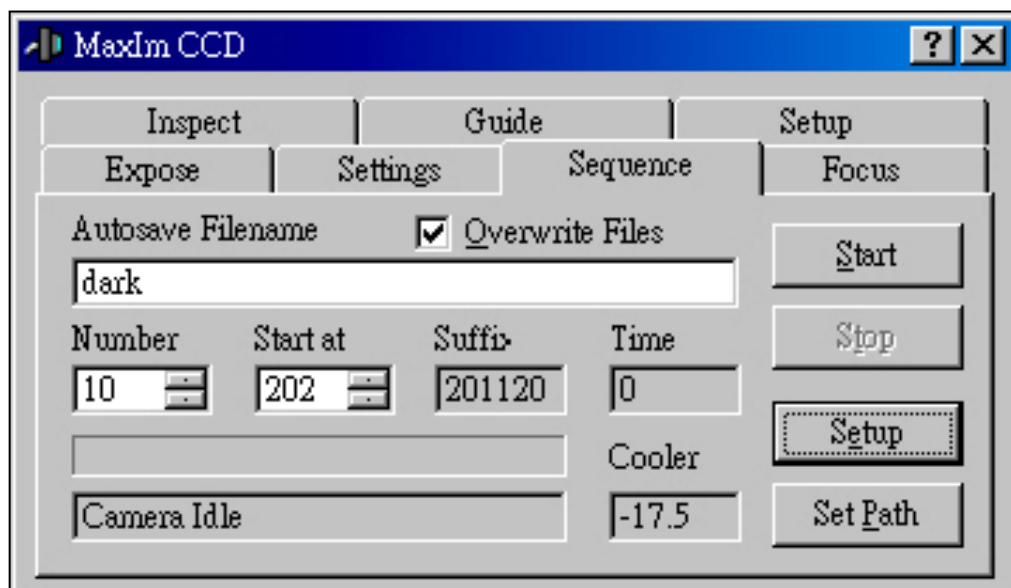 MaxIm CCD
Inspect Guide Setup
Expose Settings Sequence Focus
Autosave Filename Overwrite Files
Start
dark
Number Start at Suffix Time
Stop
10 202 201120 0
Setup
Cooler
Camera Idle -17.5 Set Path